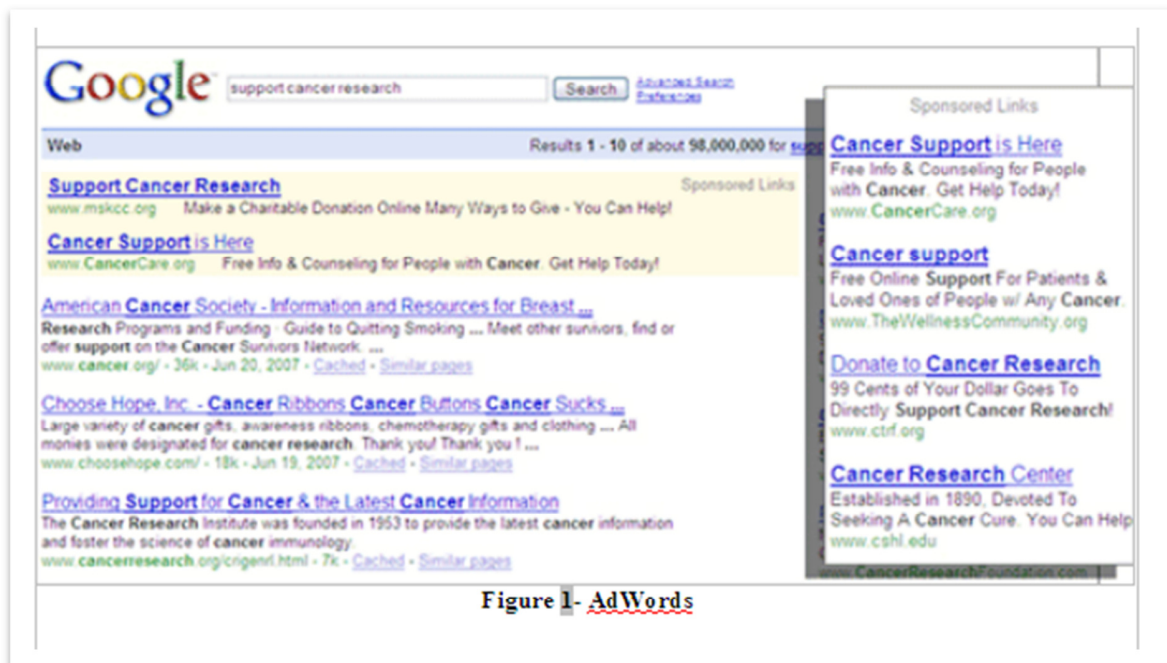 Google
support cancer research
Search
Advanced Search
Preferences
Web
Results 1 - 10 of about 98,000,000 for
Support Cancer Research
Sponsored Links
www.mskcc.org Make a Charitable Donation Online Many Ways to Give - You Can Help!
Cancer Support is Here
www.CancerCare.org Free Info & Counseling for People with Cancer. Get Help Today!
American Cancer Society - Information and Resources for Breast ...
Research Programs and Funding · Guide to Quitting Smoking ... Meet other survivors, find or
offer support on the Cancer Survivors Network. ...
www.cancer.org/ - 36k - Jun 20, 2007 - Cached - Similar pages
Choose Hope, Inc. - Cancer Ribbons Cancer Buttons Cancer Sucks ...
Large variety of cancer gifts, awareness ribbons, chemotherapy gifts and clothing .... All
monies were designated for cancer research. Thank you! Thank you ! ...
www.choosehope.com/ - 18k - Jun 19, 2007 - Cached - Similar pages
Providing Support for Cancer & the Latest Cancer Information
The Cancer Research Institute was founded in 1953 to provide the latest cancer information
and foster the science of cancer immunology.
www.cancerresearch.org/crigenrl.html - 7k - Cached - Similar pages
Sponsored Links
Cancer Support is Here
Free Info & Counseling for People
with Cancer. Get Help Today!
www.CancerCare.org
Cancer support
Free Online Support For Patients &
Loved Ones of People w/ Any Cancer.
www.TheWellnessCommunity.org
Donate to Cancer Research
99 Cents of Your Dollar Goes To
Directly Support Cancer Research!
www.ctrf.org
Cancer Research Center
Established in 1890, Devoted To
Seeking A Cancer Cure. You Can Help
www.cshl.edu
www.CancerResearchFoundation.com
Figure 1- AdWords